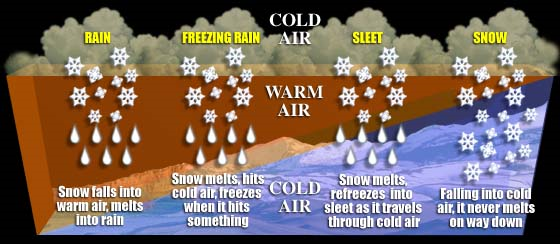 COLD
AIR
RAIN
FREEZING RAIN
SLEET
SNOW
WARM
AIR
COLD
AIR
Snow falls into
warm air, melts
into rain
Snow melts, hits
cold air, freezes
when it hits
something
Snow melts,
refreezes into
sleet as it travels
through cold air
Falling into cold
air, it never melts
on way down